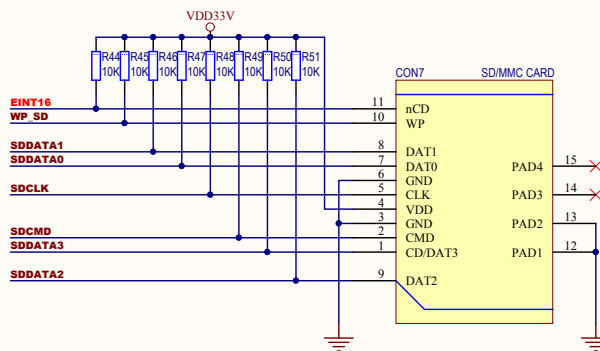 VDD33V
R44 R45 R46 R47 R48 R49 R50 R51
10K 10K 10K 10K 10K 10K 10K 10K
CON7 SD/MMC CARD
EINT16 11 nCD
WP_SD 10 WP
SDDATA1 8 DAT1
SDDATA0 7 DAT0 PAD4 15
6 GND
SDCLK 5 CLK PAD3 14
4 VDD
3 GND PAD2 13
SDCMD 2 CMD
SDDATA3 1 CD/DAT3 PAD1 12
SDDATA2 9 DAT2